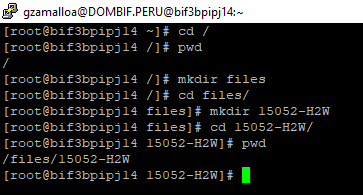 gzamalloa@DOMBIF.PERU@bif3bpipj14:~
[root@bif3bpipj14 ~]# cd /
[root@bif3bpipj14 /]# pwd
/
[root@bif3bpipj14 /]# mkdir files
[root@bif3bpipj14 /]# cd files/
[root@bif3bpipj14 files]# mkdir 15052-H2W
[root@bif3bpipj14 files]# cd 15052-H2W/
[root@bif3bpipj14 15052-H2W]# pwd
/files/15052-H2W
[root@bif3bpipj14 15052-H2W]#